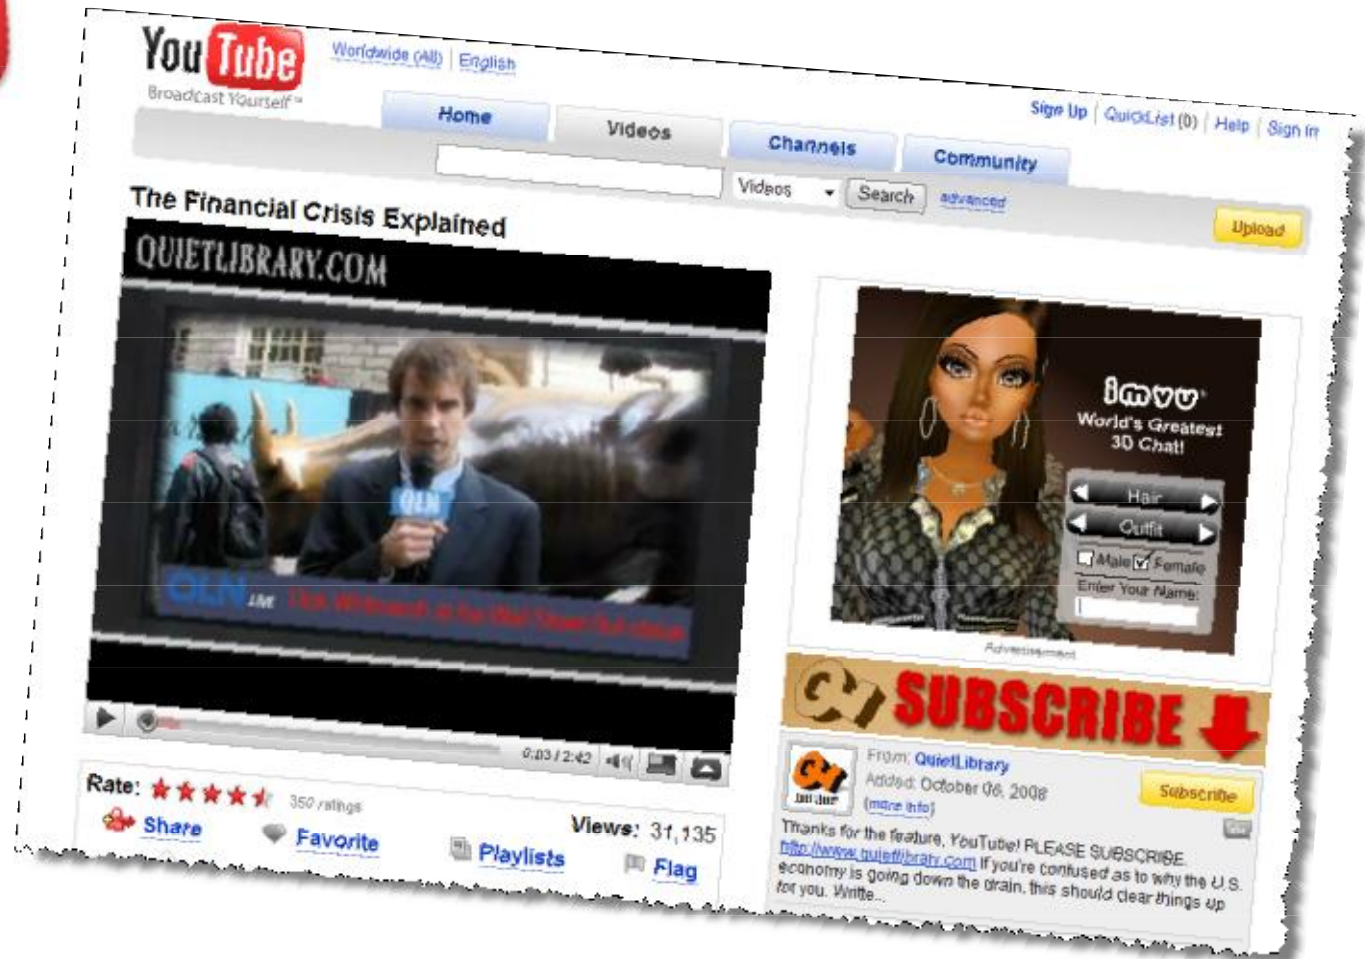 You Tube
Broadcast Yourself™
Worldwide (All) | English
Sign Up | QuickList (0) | Help | Sign In
Home
Videos
Channels
Community
Videos
Search
advanced
Upload
The Financial Crisis Explained
QUIETLIBRARY.COM
QLN
QLN LIVE
0:03 / 2:42
Rate:
350 ratings
Views: 31,135
Share
Favorite
Playlists
Flag
imvu
World's Greatest
3D Chat!
Hair
Outfit
Male Female
Enter Your Name:
Advertisement
SUBSCRIBE
From: QuietLibrary
Added: October 06, 2008
(more info)
Subscribe
Thanks for the feature, YouTube! PLEASE SUBSCRIBE.
http://www.quietlibrary.com If you're confused as to why the U.S.
economy is going down the drain, this should clear things up
for you. Writte...